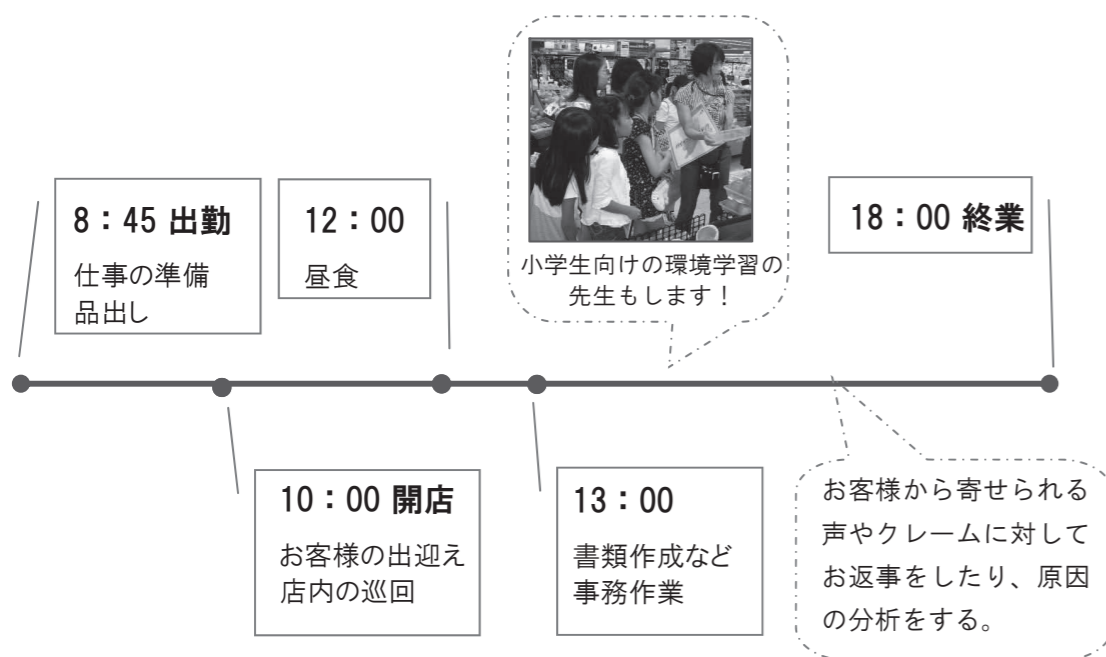 8：45 出勤
仕事の準備
品出し
10：00 開店
お客様の出迎え
店内の巡回
12：00
昼食
13：00
書類作成など
事務作業
小学生向けの環境学習の
先生もします！
お客様から寄せられる
声やクレームに対して
お返事をしたり、原因
の分析をする。
18：00 終業